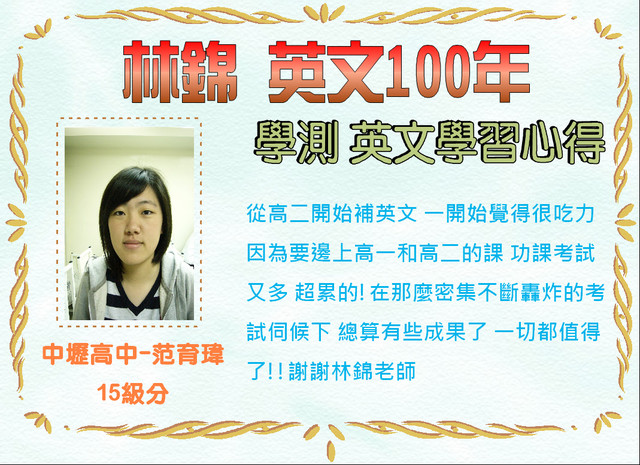 林錦 英文100年
學測 英文學習心得
從高二開始補英文 一開始覺得很吃力
因為要邊上高一和高二的課 功課考試
又多 超累的! 在那麼密集不斷轟炸的考
試伺候下 總算有些成果了 一切都值得
了!! 謝謝林錦老師
中壢高中-范育瑋
15級分